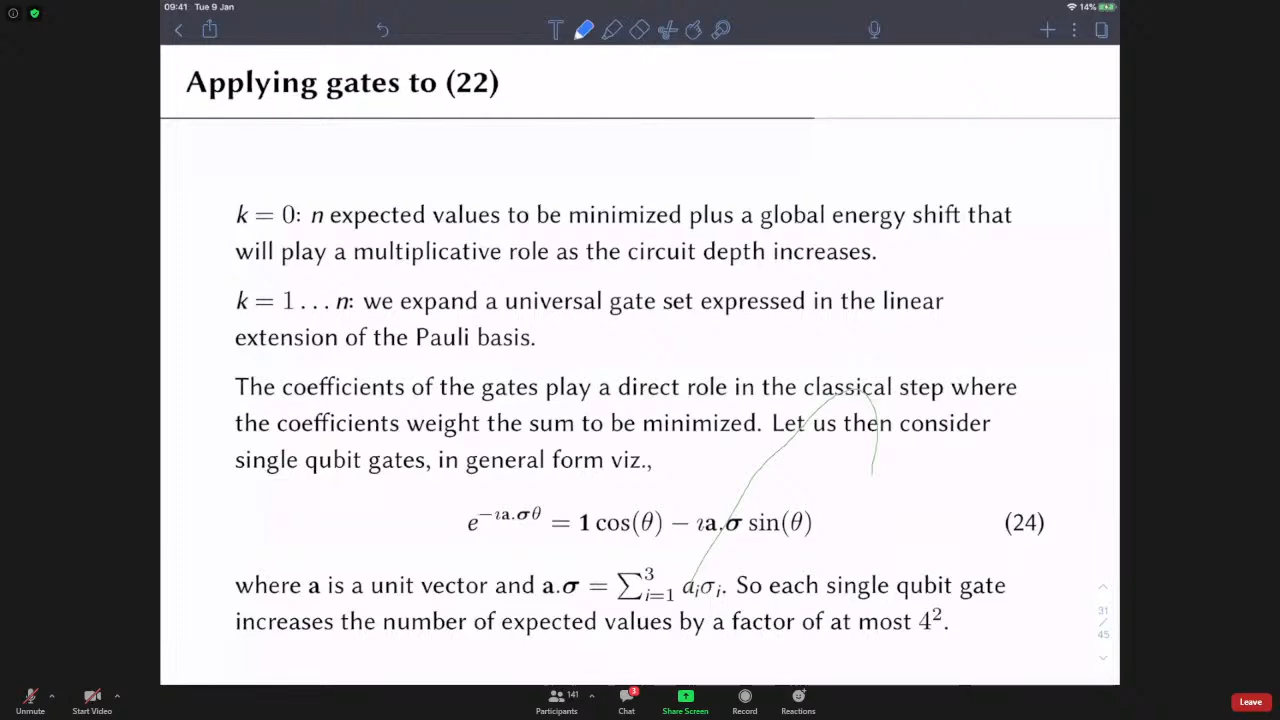 09:41 Tue 9 Jan
14%
Applying gates to (22)
k = 0: n expected values to be minimized plus a global energy shift that
will play a multiplicative role as the circuit depth increases.
k = 1 . . . n: we expand a universal gate set expressed in the linear
extension of the Pauli basis.
The coefficients of the gates play a direct role in the classical step where
the coefficients weight the sum to be minimized. Let us then consider
single qubit gates, in general form viz.,
e^{−ıa.σθ} = 1 cos(θ) − ıa.σ sin(θ) (24)
where a is a unit vector and a.σ = ∑_{i=1}^{3} a_iσ_i. So each single qubit gate
increases the number of expected values by a factor of at most 4².
31
/
45
Unmute
Start Video
141
Participants
3
Chat
Share Screen
Record
Reactions
Leave